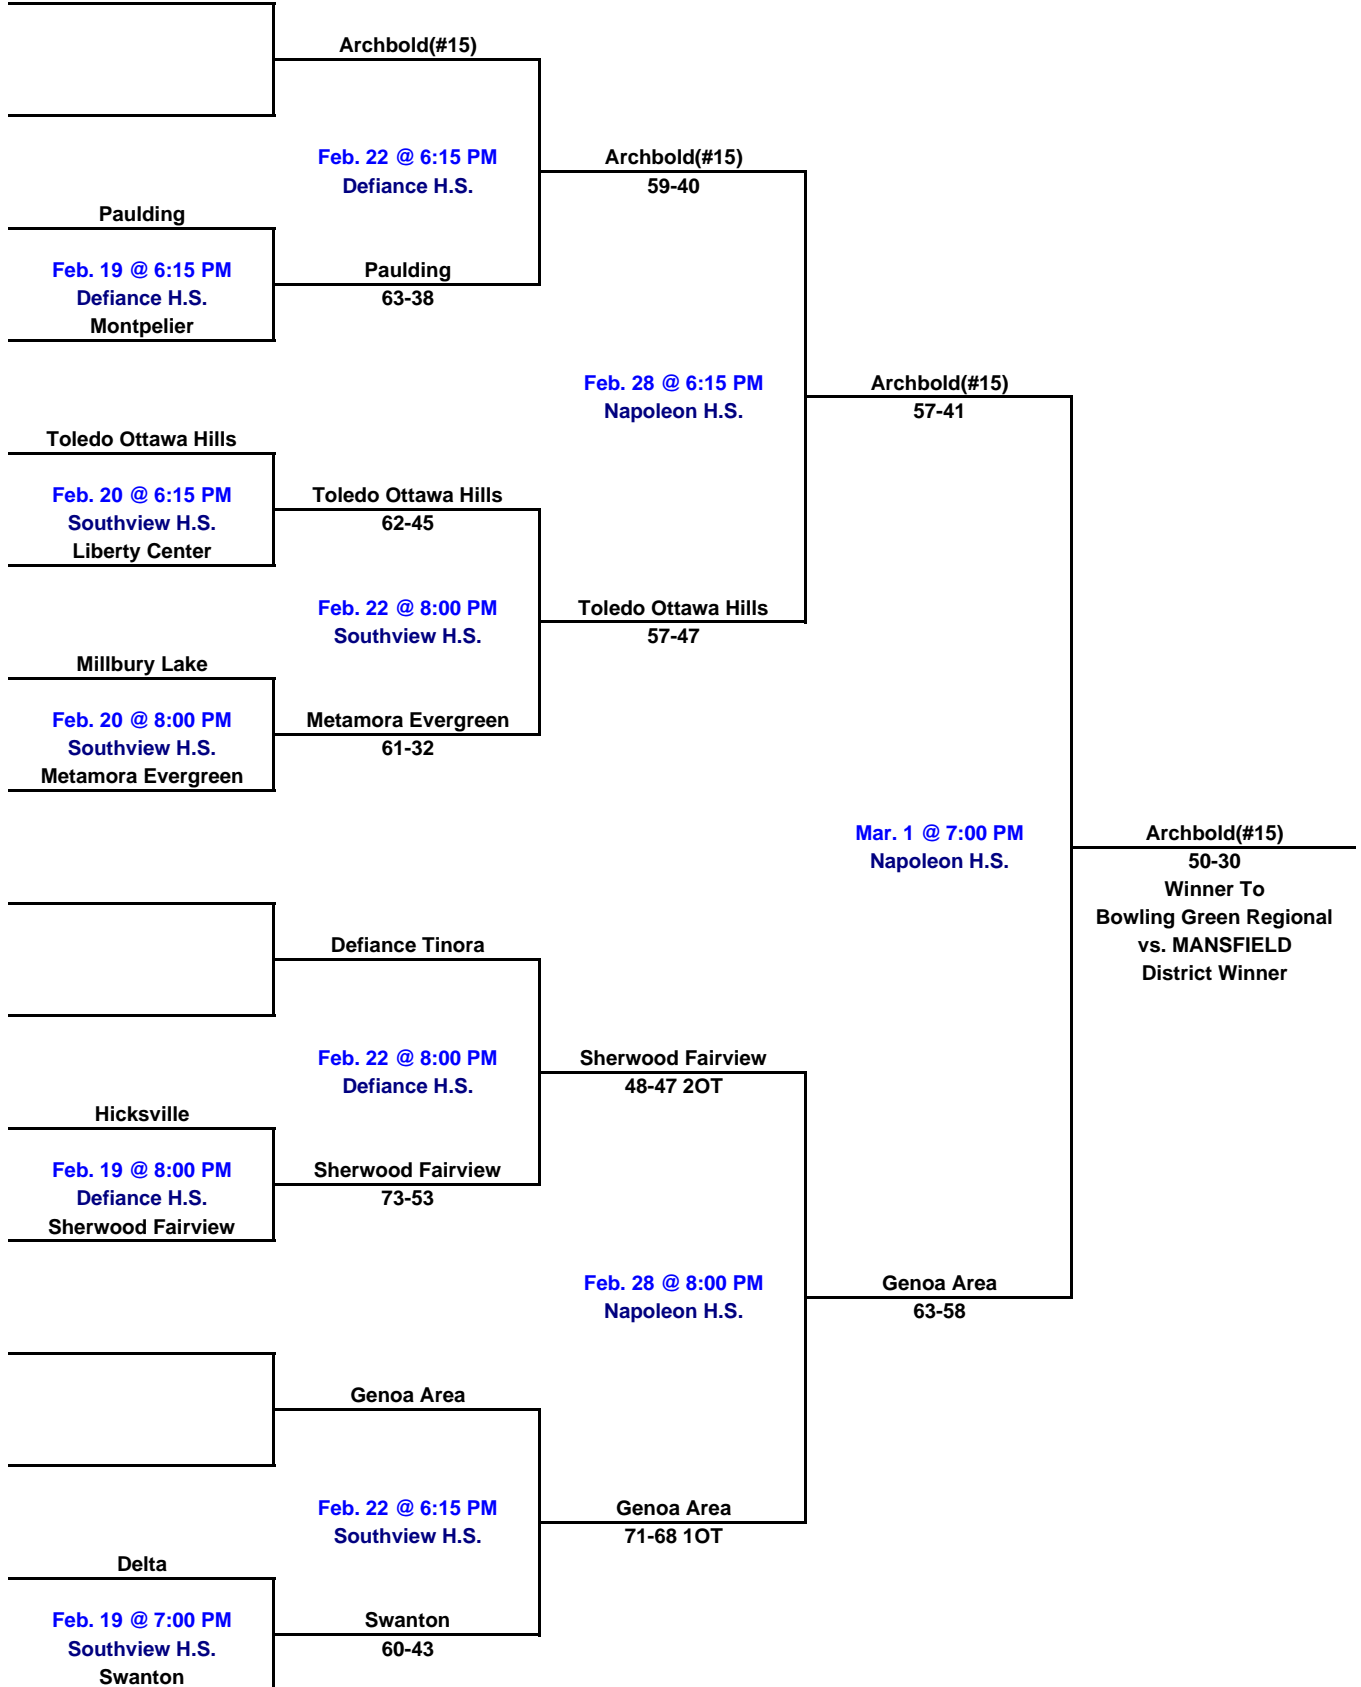 Archbold(#15)
Feb. 22 @ 6:15 PM
Defiance H.S.
Archbold(#15)
59-40
Paulding
Feb. 19 @ 6:15 PM
Defiance H.S.
Montpelier
Paulding
63-38
Feb. 28 @ 6:15 PM
Napoleon H.S.
Archbold(#15)
57-41
Toledo Ottawa Hills
Feb. 20 @ 6:15 PM
Southview H.S.
Liberty Center
Toledo Ottawa Hills
62-45
Feb. 22 @ 8:00 PM
Southview H.S.
Toledo Ottawa Hills
57-47
Millbury Lake
Feb. 20 @ 8:00 PM
Southview H.S.
Metamora Evergreen
Metamora Evergreen
61-32
Mar. 1 @ 7:00 PM
Napoleon H.S.
Archbold(#15)
50-30
Winner To
Bowling Green Regional
vs. MANSFIELD
District Winner
Defiance Tinora
Feb. 22 @ 8:00 PM
Defiance H.S.
Sherwood Fairview
48-47 2OT
Hicksville
Feb. 19 @ 8:00 PM
Defiance H.S.
Sherwood Fairview
Sherwood Fairview
73-53
Feb. 28 @ 8:00 PM
Napoleon H.S.
Genoa Area
63-58
Genoa Area
Feb. 22 @ 6:15 PM
Southview H.S.
Genoa Area
71-68 1OT
Delta
Feb. 19 @ 7:00 PM
Southview H.S.
Swanton
Swanton
60-43